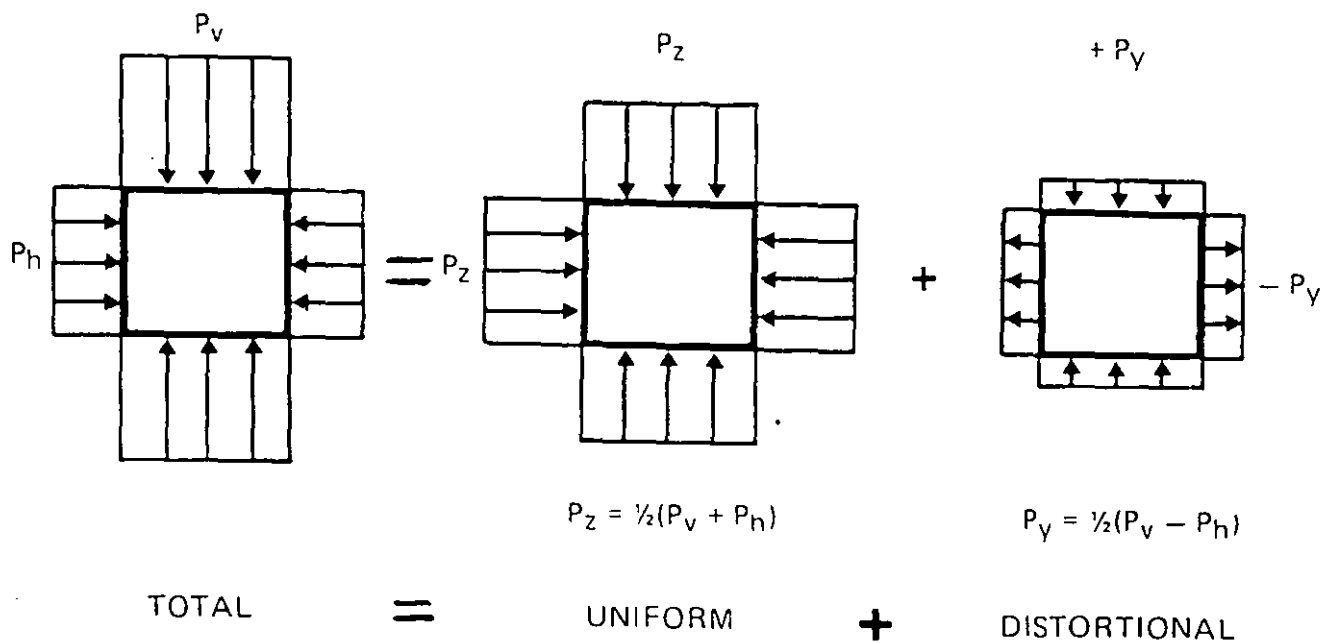 P_v
P_z
+ P_y
P_h
=
P_z
+
− P_y
P_z = ½(P_v + P_h)
P_y = ½(P_v − P_h)
TOTAL = UNIFORM + DISTORTIONAL